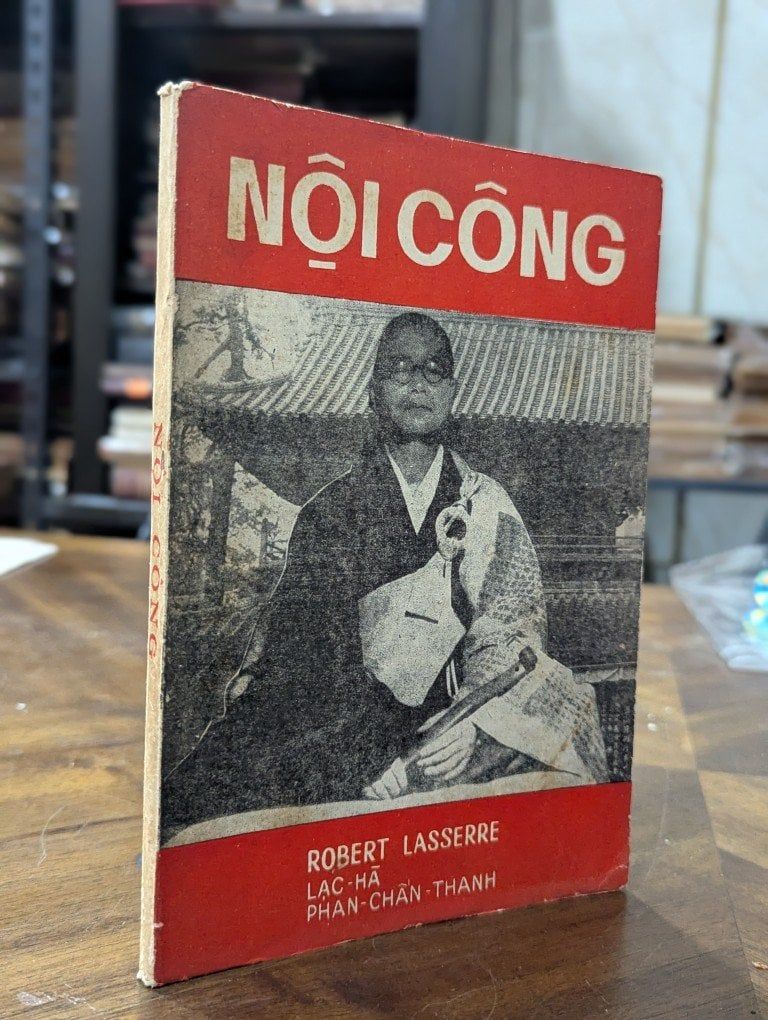 NỘI CÔNG
NỘI CÔNG
ROBERT LASSERRE
LẠC-HÀ
PHAN-CHẤN-THANH